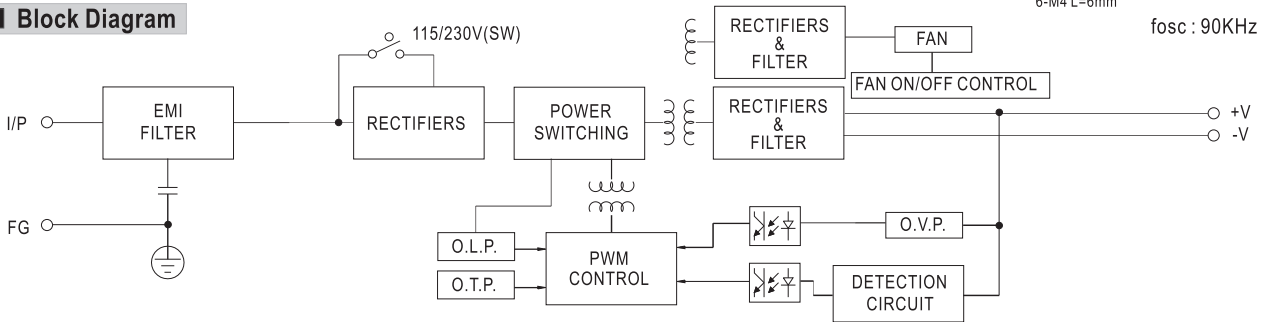 6-M4 L=6mm
Block Diagram
fosc : 90KHz
115/230V(SW)
RECTIFIERS
&
FILTER
FAN
FAN ON/OFF CONTROL
I/P
EMI
FILTER
RECTIFIERS
POWER
SWITCHING
RECTIFIERS
&
FILTER
+V
-V
FG
O.L.P.
O.T.P.
PWM
CONTROL
O.V.P.
DETECTION
CIRCUIT